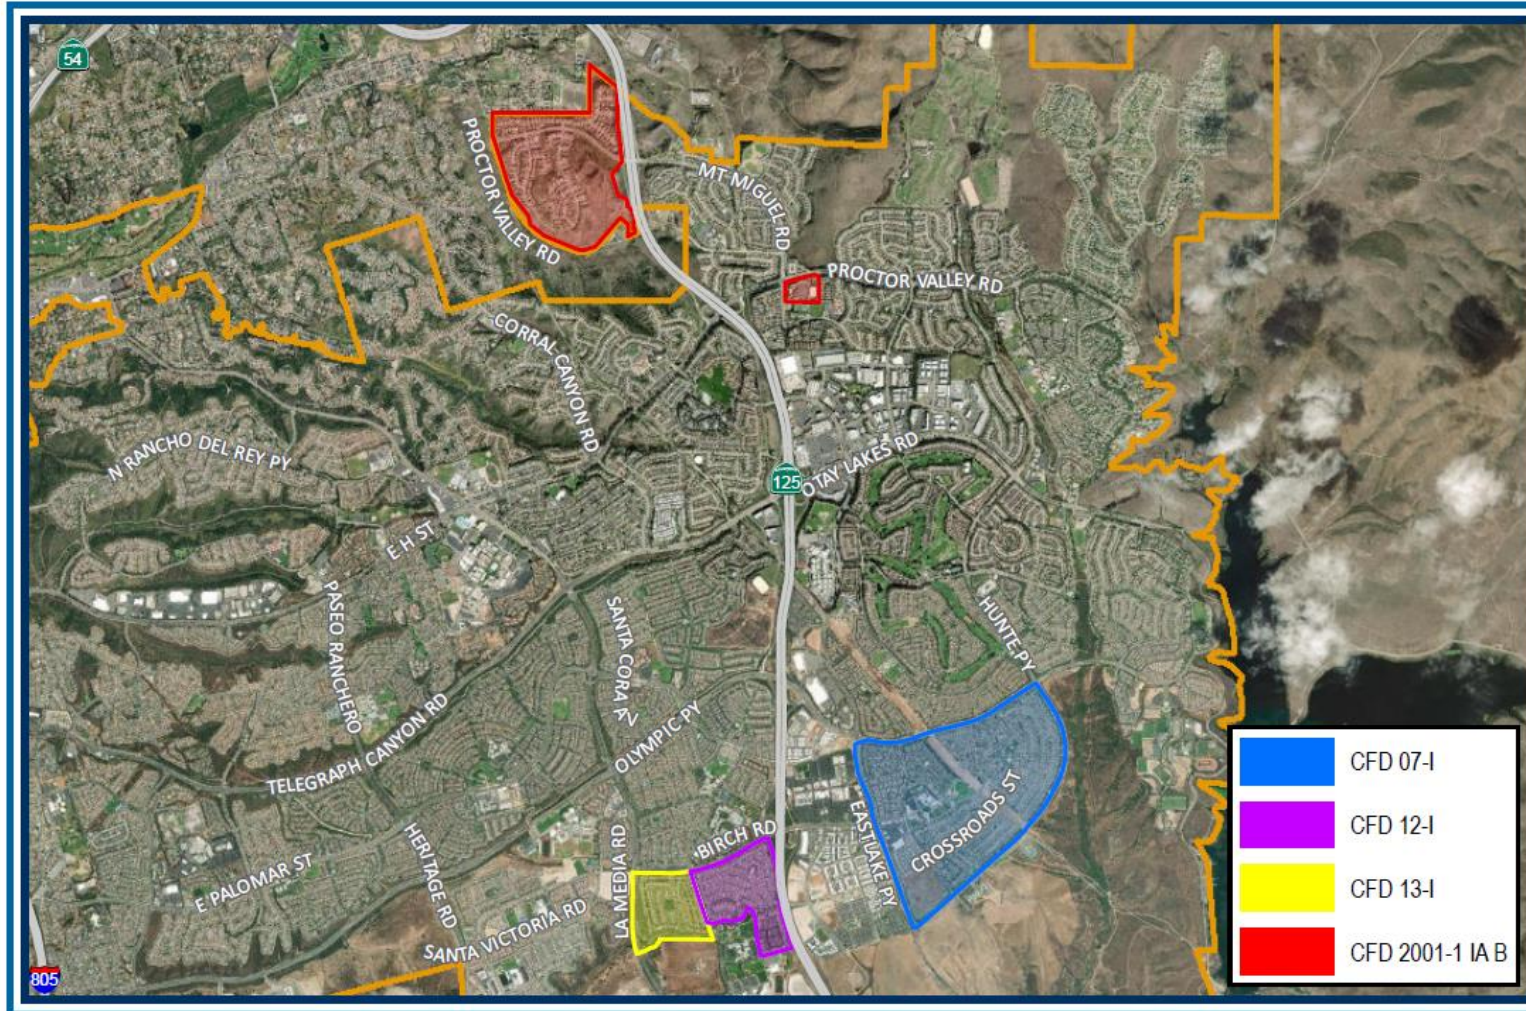 54
PROCTOR VALLEY RD
MT MIGUEL RD
PROCTOR VALLEY RD
CORRAL CANYON RD
N RANCHO DEL REY PY
OTAY LAKES RD
125
E H ST
PASEO RANCHERO
SANTA CORA AV
HUNTE PY
TELEGRAPH CANYON RD
OLYMPIC PY
CROSSROADS ST
EASTLAKE PY
BIRCH RD
LA MEDIA RD
HERITAGE RD
E PALOMAR ST
SANTA VICTORIA RD
805
CFD 07-I
CFD 12-I
CFD 13-I
CFD 2001-1 IA B